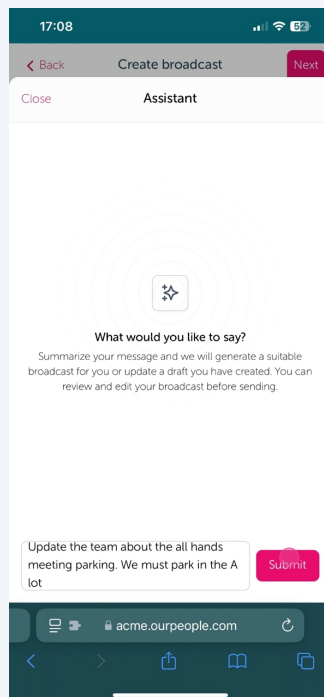 17:08
52
Back
Create broadcast
Next
Close
Assistant
What would you like to say?
Summarize your message and we will generate a suitable
broadcast for you or update a draft you have created. You can
review and edit your broadcast before sending.
Update the team about the all hands
meeting parking. We must park in the A
lot
Submit
acme.ourpeople.com